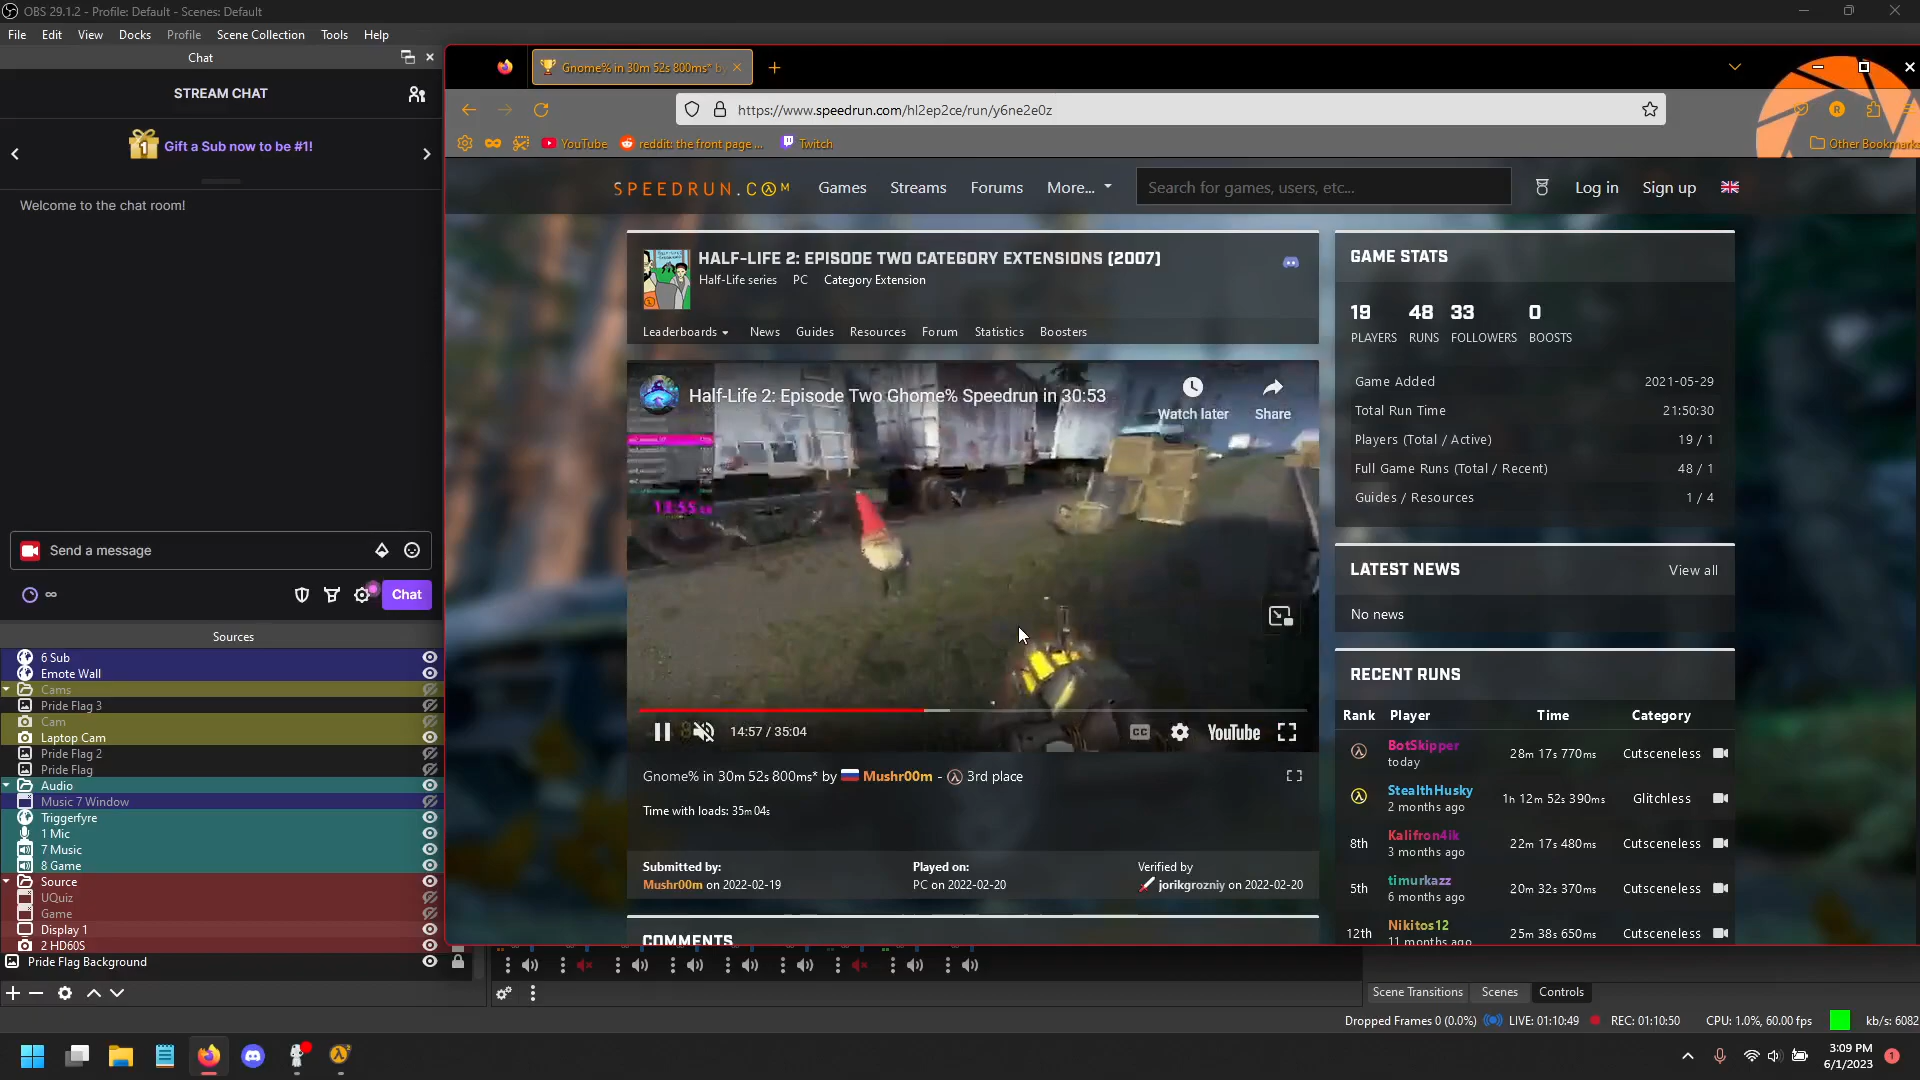 OBS 29.1.2 - Profile: Default - Scenes: Default
File Edit View Docks Profile Scene Collection Tools Help
Chat
STREAM CHAT
1 Gift a Sub now to be #1!
Welcome to the chat room!
Send a message
Chat
Sources
6 Sub
Emote Wall
Cams
Pride Flag 3
Cam
Laptop Cam
Pride Flag 2
Pride Flag
Audio
Music 7 Window
Triggerfyre
1 Mic
7 Music
8 Game
Source
UQuiz
Game
Display 1
2 HD60S
Pride Flag Background
Gnome% in 30m 52s 800ms* by
https://www.speedrun.com/hl2ep2ce/run/y6ne2e0z
R
YouTube reddit: the front page ... Twitch Other Bookmarks
SPEEDRUN.COM Games Streams Forums More... Search for games, users, etc... Log in Sign up
HALF-LIFE 2: EPISODE TWO CATEGORY EXTENSIONS (2007)
Half-Life series PC Category Extension
Leaderboards News Guides Resources Forum Statistics Boosters
Half-Life 2: Episode Two Ghome% Speedrun in 30:53
Watch later Share
14:57 / 35:04 CC YouTube
Gnome% in 30m 52s 800ms* by Mushr00m - 3rd place
Time with loads: 35m 04s
Submitted by: Played on: Verified by
Mushr00m on 2022-02-19 PC on 2022-02-20 jorikgrozniy on 2022-02-20
COMMENTS
GAME STATS
19 48 33 0
PLAYERS RUNS FOLLOWERS BOOSTS
Game Added 2021-05-29
Total Run Time 21:50:30
Players (Total / Active) 19 / 1
Full Game Runs (Total / Recent) 48 / 1
Guides / Resources 1 / 4
LATEST NEWS View all
No news
RECENT RUNS
Rank Player Time Category
BotSkipper 28m 17s 770ms Cutsceneless
today
StealthHusky 1h 12m 52s 390ms Glitchless
2 months ago
8th Kalifron4ik 22m 17s 480ms Cutsceneless
3 months ago
5th timurkazz 20m 32s 370ms Cutsceneless
6 months ago
12th Nikitos12 25m 38s 650ms Cutsceneless
11 months ago
Scene Transitions Scenes Controls
Dropped Frames 0 (0.0%) LIVE: 01:10:49 REC: 01:10:50 CPU: 1.0%, 60.00 fps kb/s: 6082
3:09 PM
6/1/2023
1